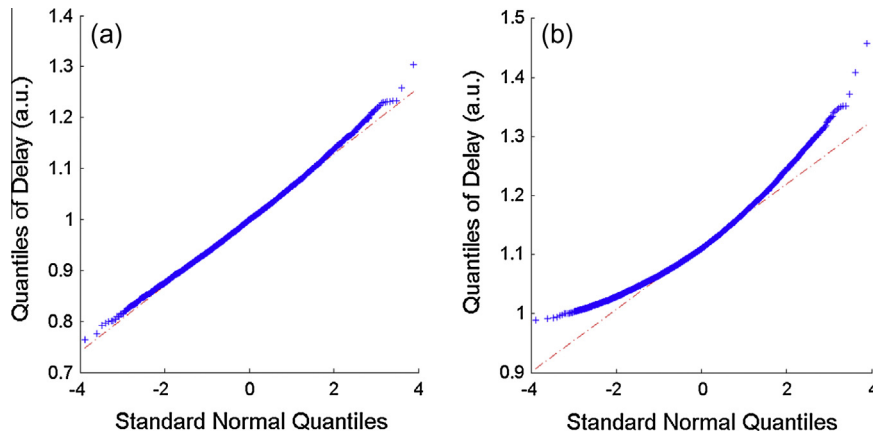 (a)
Quantiles of Delay (a.u.)
1.4
1.3
1.2
1.1
1
0.9
0.8
0.7
-4 -2 0 2 4
Standard Normal Quantiles
(b)
Quantiles of Delay (a.u.)
1.5
1.4
1.3
1.2
1.1
1
0.9
-4 -2 0 2 4
Standard Normal Quantiles